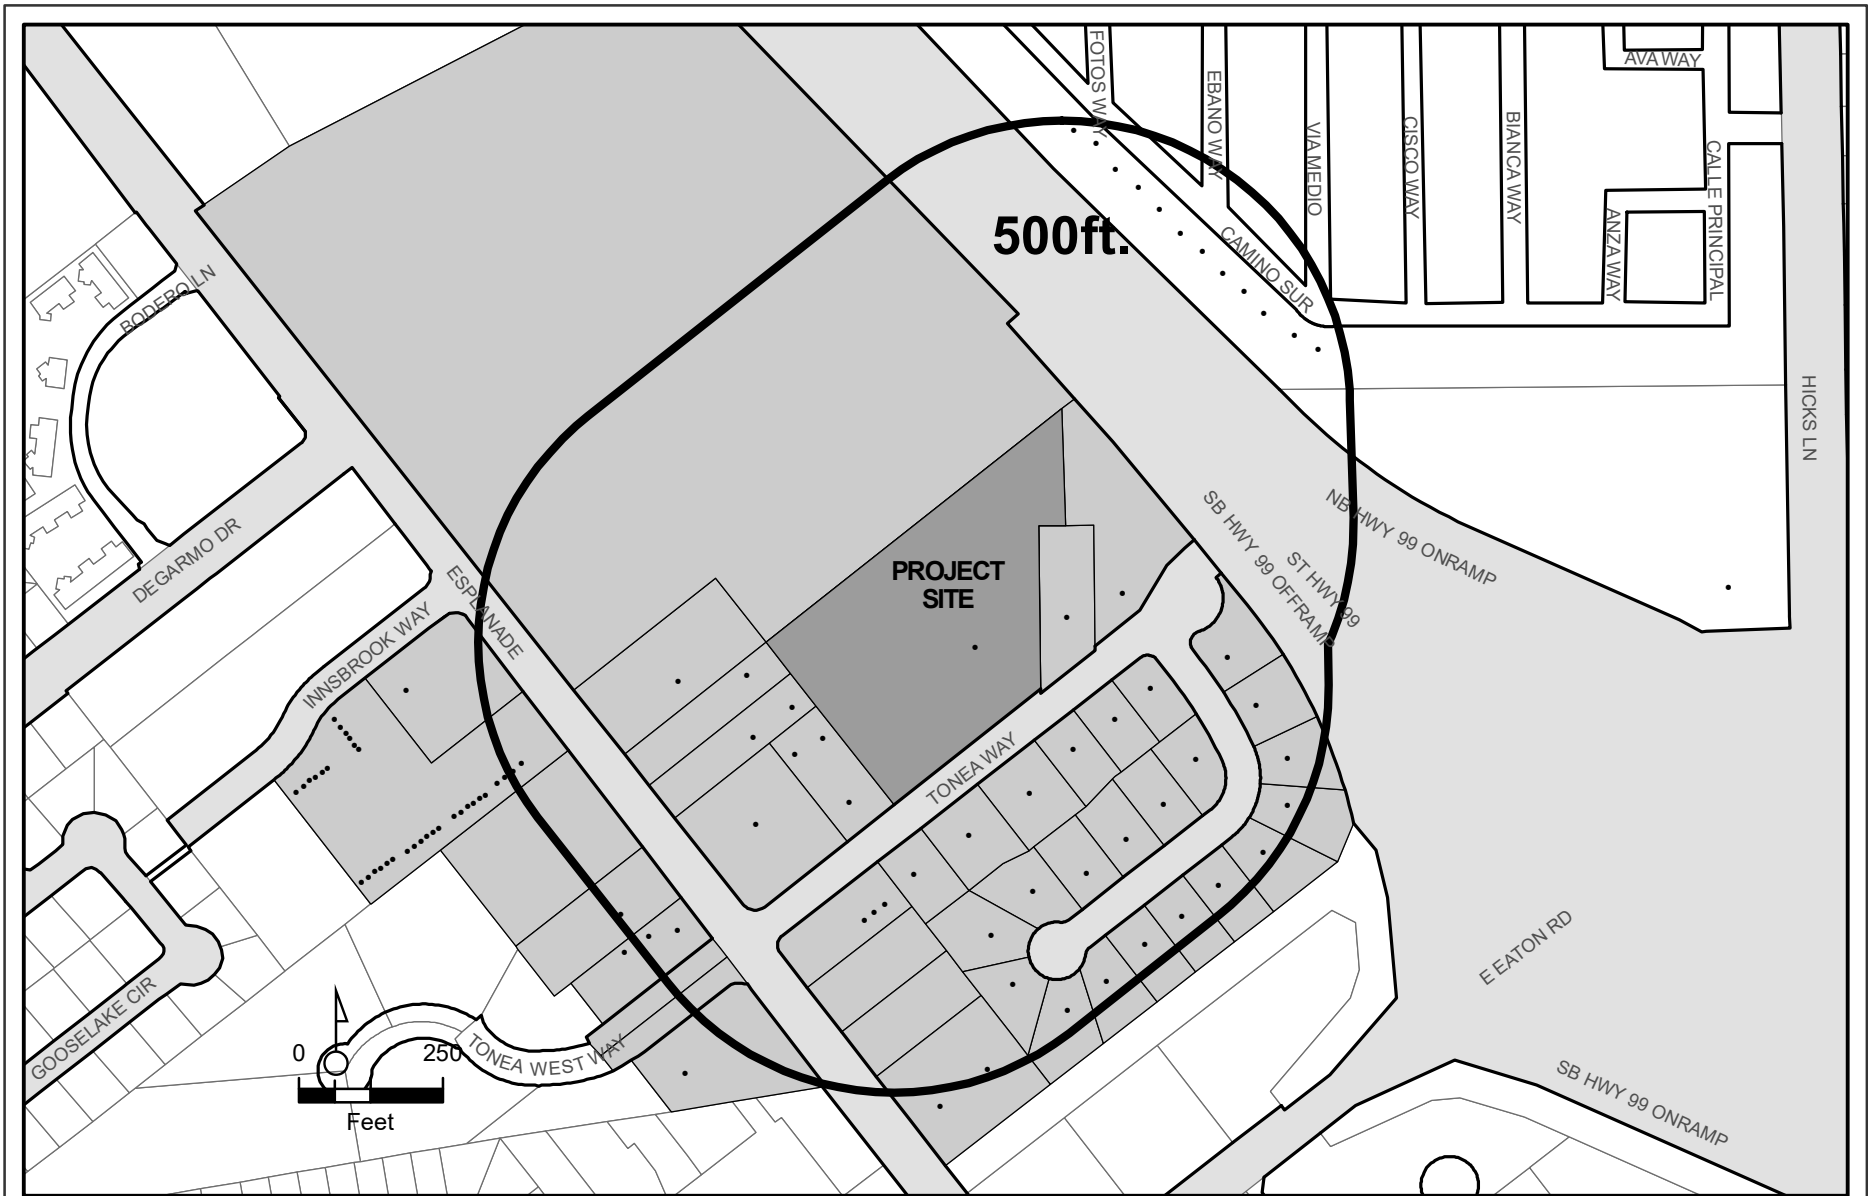 FOTOS WAY
EBANO WAY
VIA MEDIO
CISCO WAY
BIANCA WAY
AVA WAY
CALLE PRINCIPAL
ANZA WAY
HICKS LN
500ft.
CAMINO SUR
BODERO LN
DEGARMO DR
ESPLANADE
INNSBROOK WAY
PROJECT
SITE
SB HWY 99 OFFRAMP
ST HWY 99
NB HWY 99 ONRAMP
TONEA WAY
E EATON RD
GOOSELAKE CIR
TONEA WEST WAY
0
250
Feet
SB HWY 99 ONRAMP